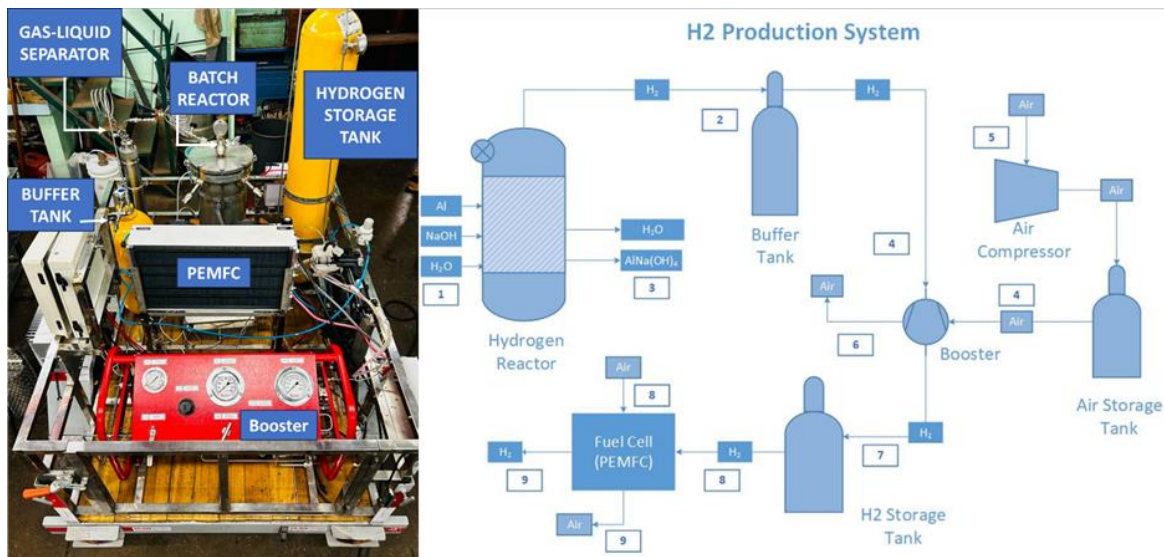 GAS-LIQUID
SEPARATOR
BATCH
REACTOR
HYDROGEN
STORAGE
TANK
BUFFER
TANK
PEMFC
Booster
H2 Production System
H₂
H₂
2
Buffer
Tank
Air
5
Air
Air
Compressor
Al
NaOH
H₂O
1
H₂O
AlNa(OH)₄
3
Hydrogen
Reactor
4
Air
6
Booster
4
Air
Air Storage
Tank
Air
8
Fuel Cell
(PEMFC)
H₂
9
Air
9
H₂
8
H₂
7
H2 Storage
Tank